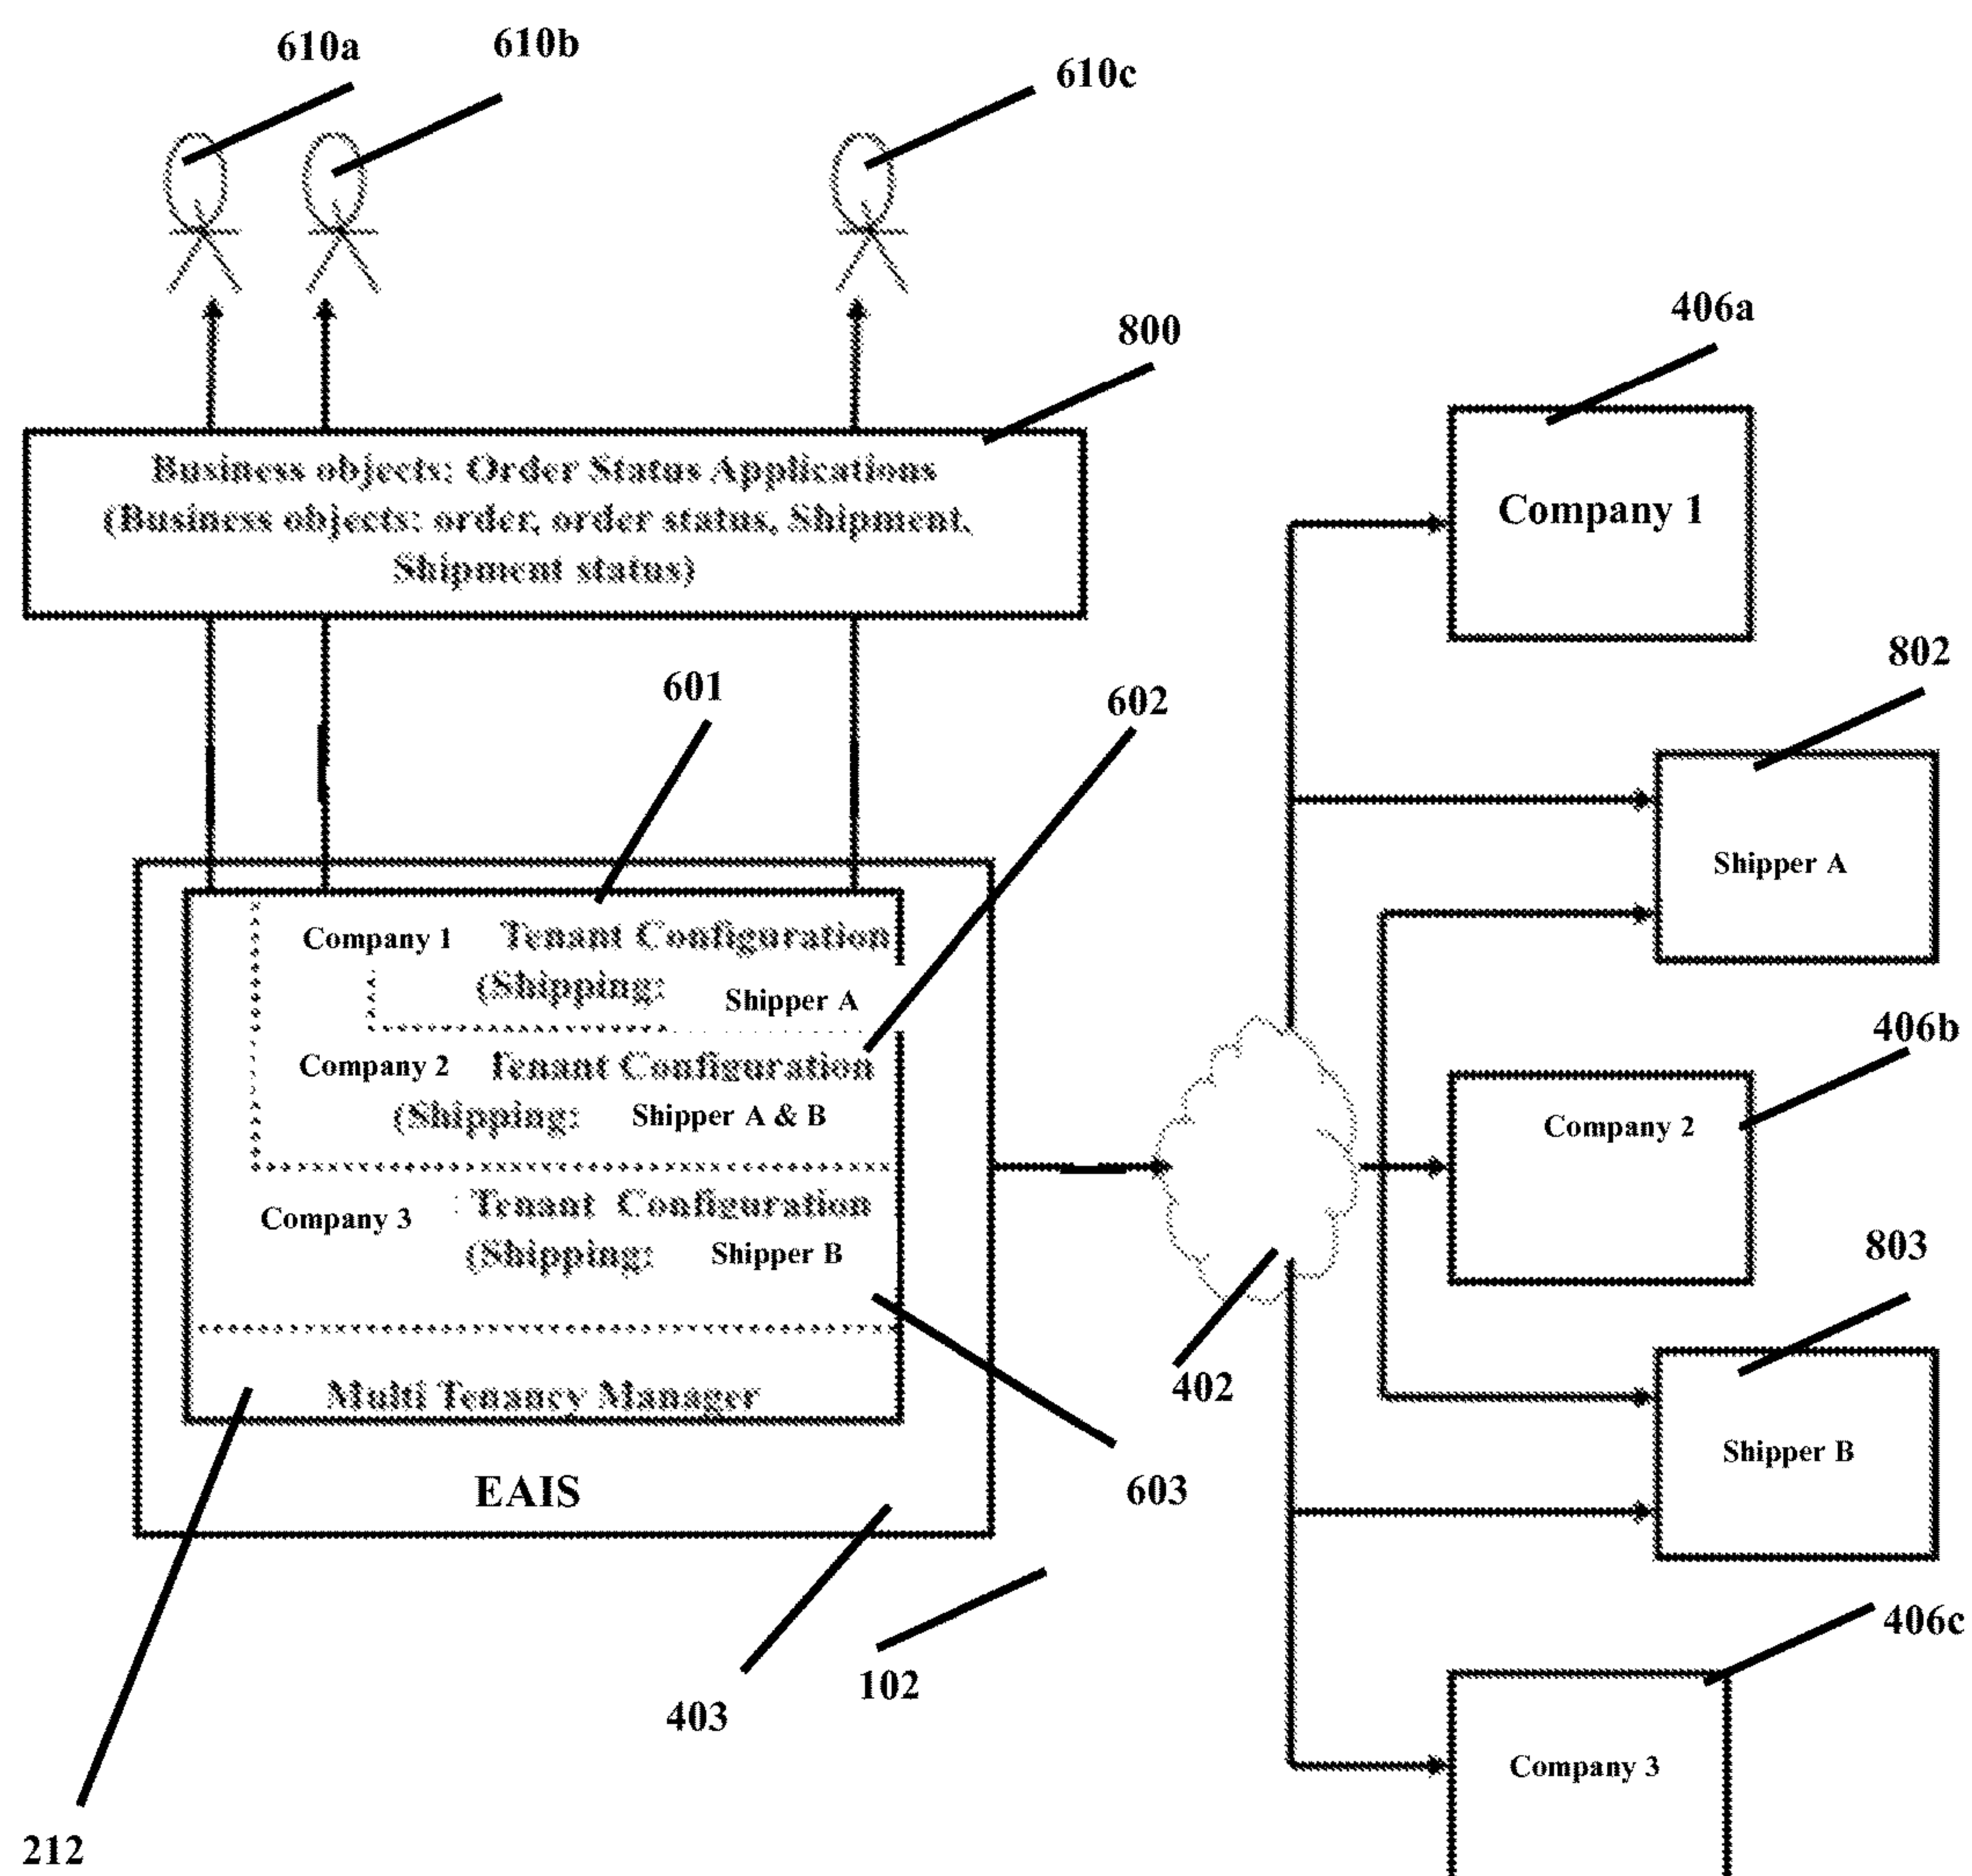 610a
610b
610c
800
406a
Business objects: Order Status Applications
(Business objects: order, order status, Shipment,
Shipment status)
Company 1
802
601
602
Shipper A
Company 1 Tenant Configuration
(Shipping: Shipper A
406b
Company 2 Tenant Configuration
(Shipping: Shipper A & B
Company 2
Company 3 Tenant Configuration
(Shipping: Shipper B
803
402
Multi Tenancy Manager
Shipper B
EAIS
603
406c
102
403
Company 3
212